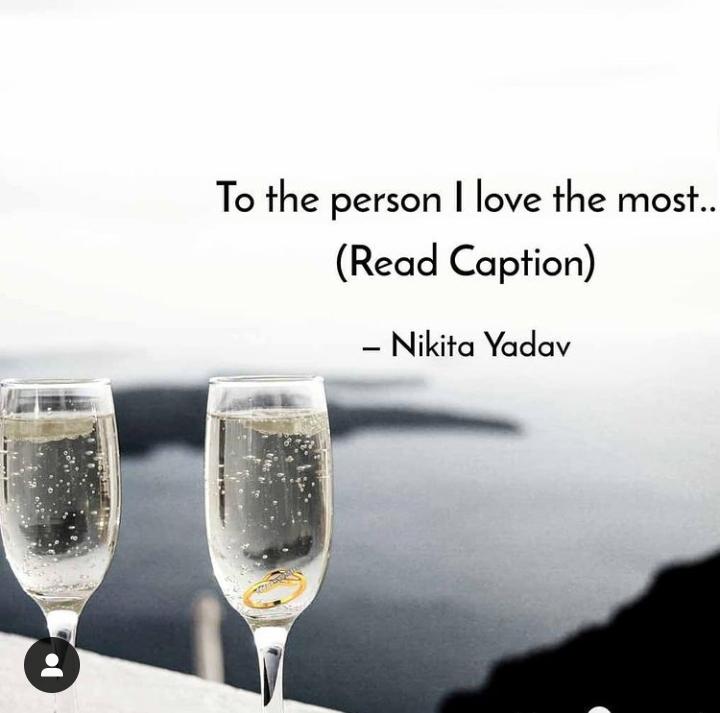 To the person I love the most..
(Read Caption)
– Nikita Yadav